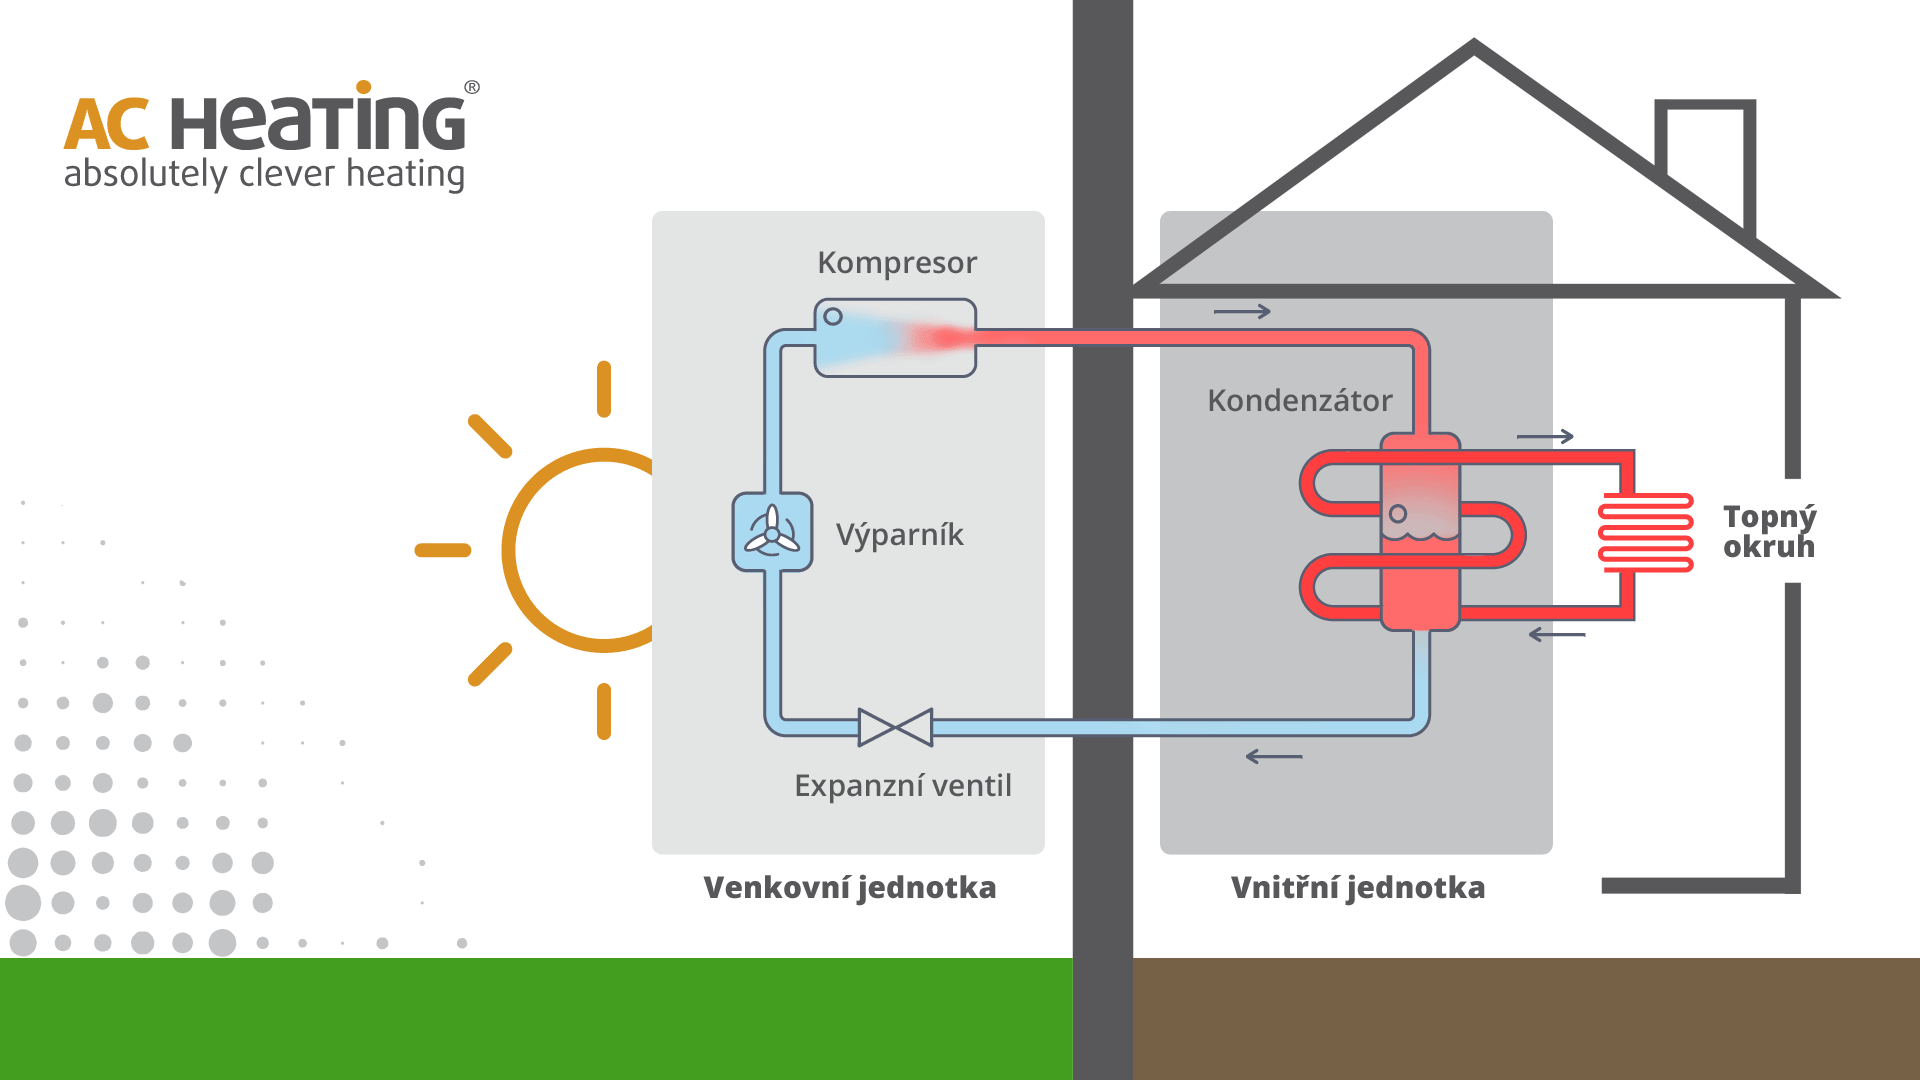 AC Heating®
absolutely clever heating
Kompresor
Kondenzátor
Výparník
Topný
okruh
Expanzní ventil
Venkovní jednotka
Vnitřní jednotka